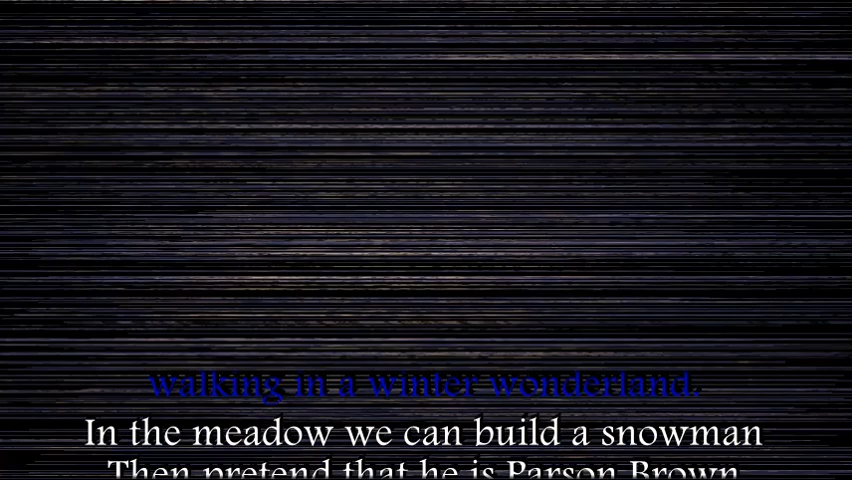 walking in a winter wonderland.
In the meadow we can build a snowman
Then pretend that he is Parson Brown